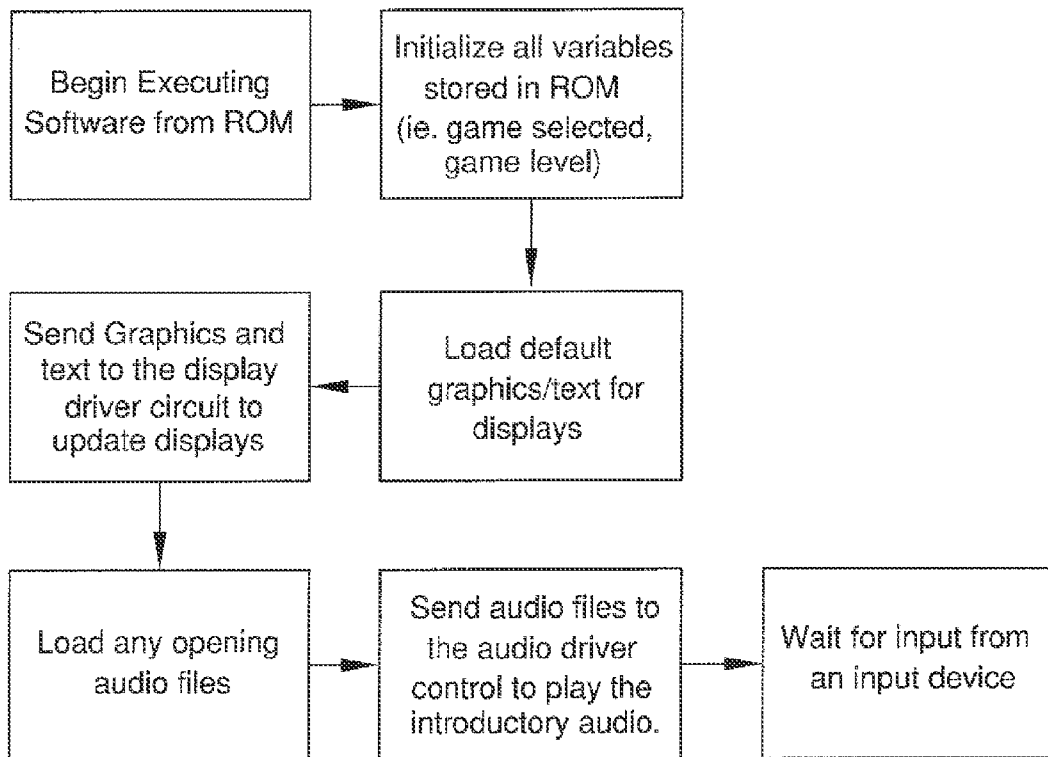 Begin Executing
Software from ROM
Initialize all variables
stored in ROM
(ie. game selected,
game level)
Load default
graphics/text for
displays
Send Graphics and
text to the display
driver circuit to
update displays
Load any opening
audio files
Send audio files to
the audio driver
control to play the
introductory audio.
Wait for input from
an input device